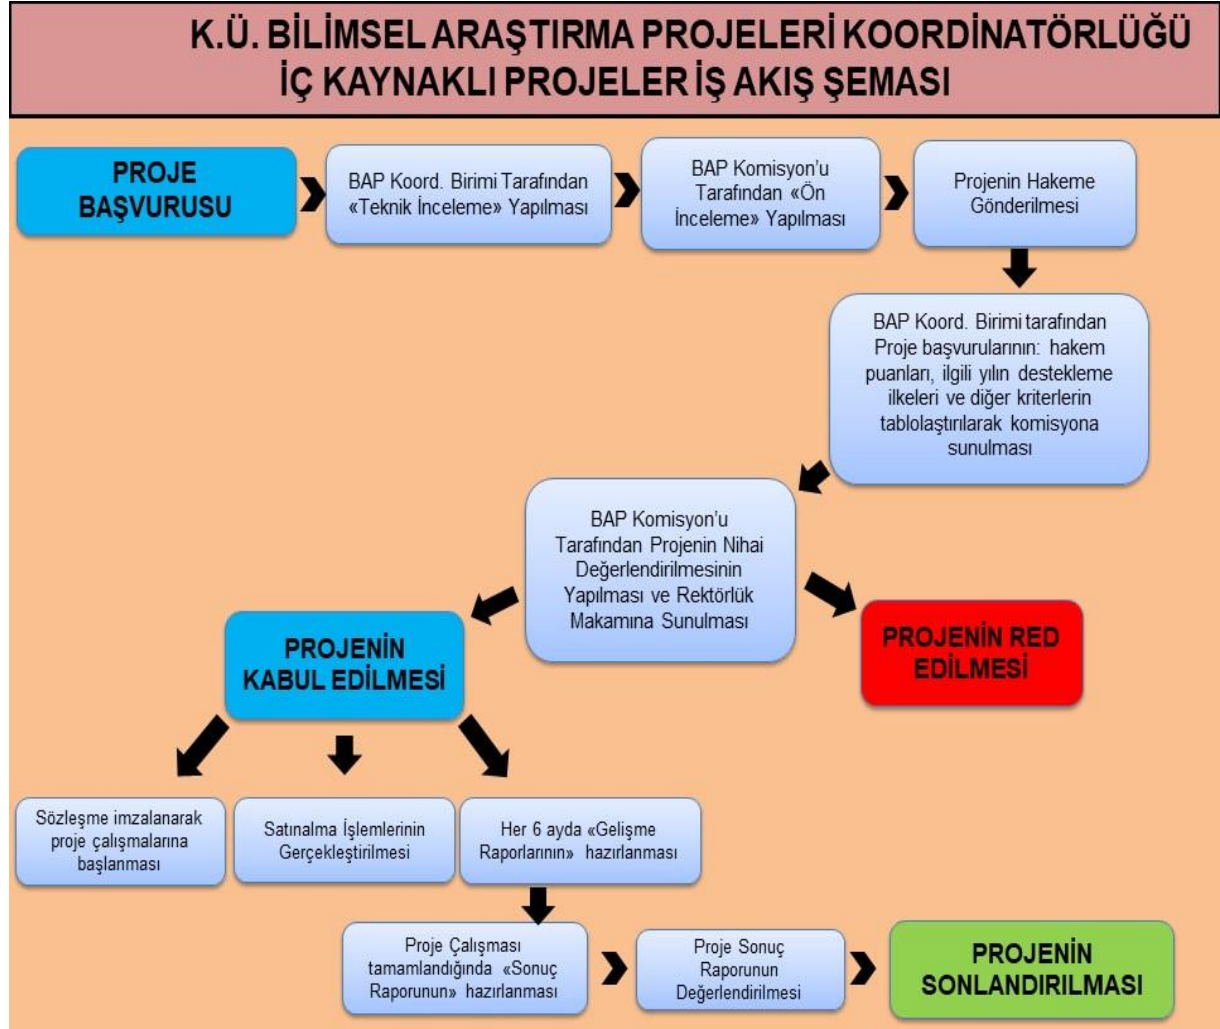 K.Ü. BİLİMSEL ARAŞTIRMA PROJELERİ KOORDİNATÖRLÜĞÜ
İÇ KAYNAKLI PROJELER İŞ AKIŞ ŞEMASI
PROJE
BAŞVURUSU
BAP Koord. Birimi Tarafından
«Teknik İnceleme» Yapılması
BAP Komisyon’u
Tarafından «Ön
İnceleme» Yapılması
Projenin Hakeme
Gönderilmesi
BAP Koord. Birimi tarafından
Proje başvurularının: hakem
puanları, ilgili yılın destekleme
ilkeleri ve diğer kriterlerin
tablolaştırılarak komisyona
sunulması
BAP Komisyon’u
Tarafından Projenin Nihai
Değerlendirilmesinin
Yapılması ve Rektörlük
Makamına Sunulması
PROJENİN
KABUL EDİLMESİ
PROJENİN RED
EDİLMESİ
Sözleşme imzalanarak
proje çalışmalarına
başlanması
Satınalma İşlemlerinin
Gerçekleştirilmesi
Her 6 ayda «Gelişme
Raporlarının» hazırlanması
Proje Çalışması
tamamlandığında «Sonuç
Raporunun» hazırlanması
Proje Sonuç
Raporunun
Değerlendirilmesi
PROJENİN
SONLANDIRILMASI